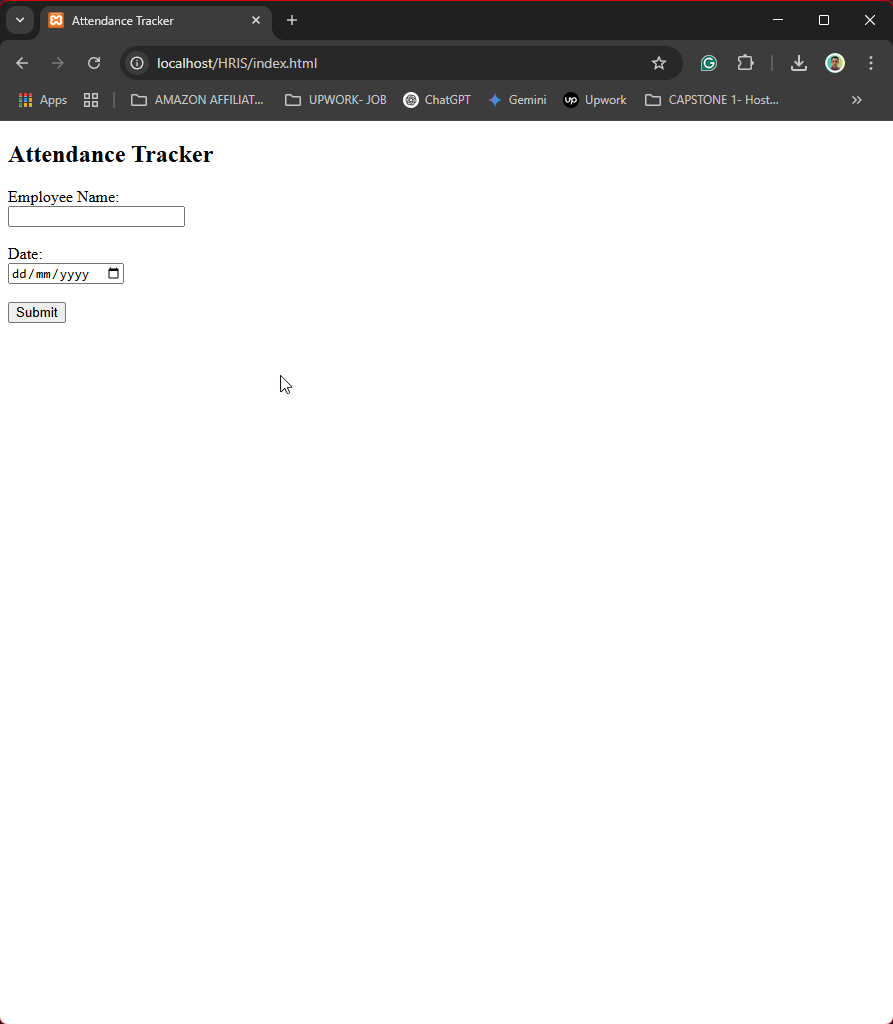 Attendance Tracker
localhost/HRIS/index.html
Apps AMAZON AFFILIAT... UPWORK- JOB ChatGPT Gemini up Upwork CAPSTONE 1- Host...
Attendance Tracker
Employee Name:
Date:
dd/mm/yyyy
Submit